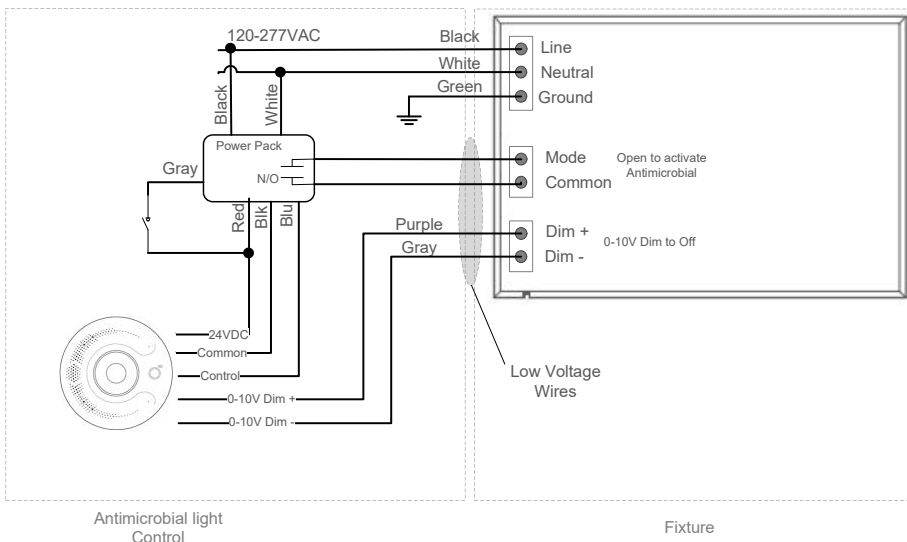 120-277VAC
Black
White
Green
Line
Neutral
Ground
Black
White
Power Pack
N/O
Gray
Red
Blk
Blu
Mode
Common
Open to activate
Antimicrobial
Purple
Gray
Dim +
Dim -
0-10V Dim to Off
24VDC
Common
Control
0-10V Dim +
0-10V Dim -
Low Voltage
Wires
Antimicrobial light
Control
Fixture